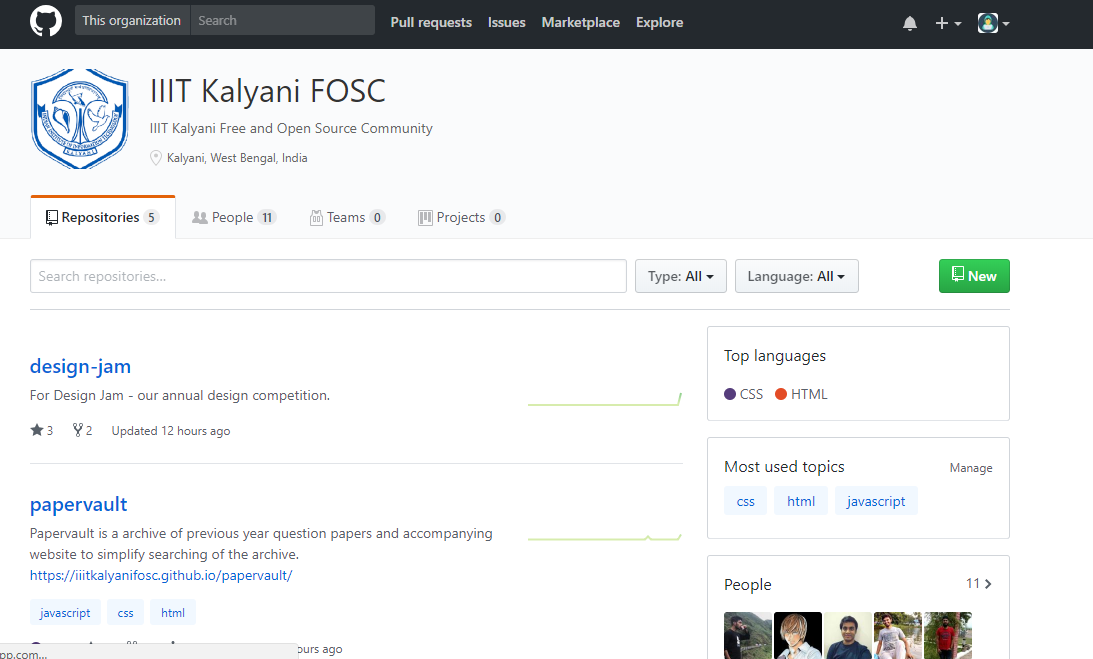 This organization Search Pull requests Issues Marketplace Explore
IIIT Kalyani FOSC
IIIT Kalyani Free and Open Source Community
Kalyani, West Bengal, India
Repositories 5 People 11 Teams 0 Projects 0
Search repositories... Type: All Language: All New
design-jam
For Design Jam - our annual design competition.
3 2 Updated 12 hours ago
papervault
Papervault is a archive of previous year question papers and accompanying
website to simplify searching of the archive.
https://iiitkalyanifosc.github.io/papervault/
javascript css html
pp.com...
ours ago
Top languages
CSS HTML
Most used topics Manage
css html javascript
People 11